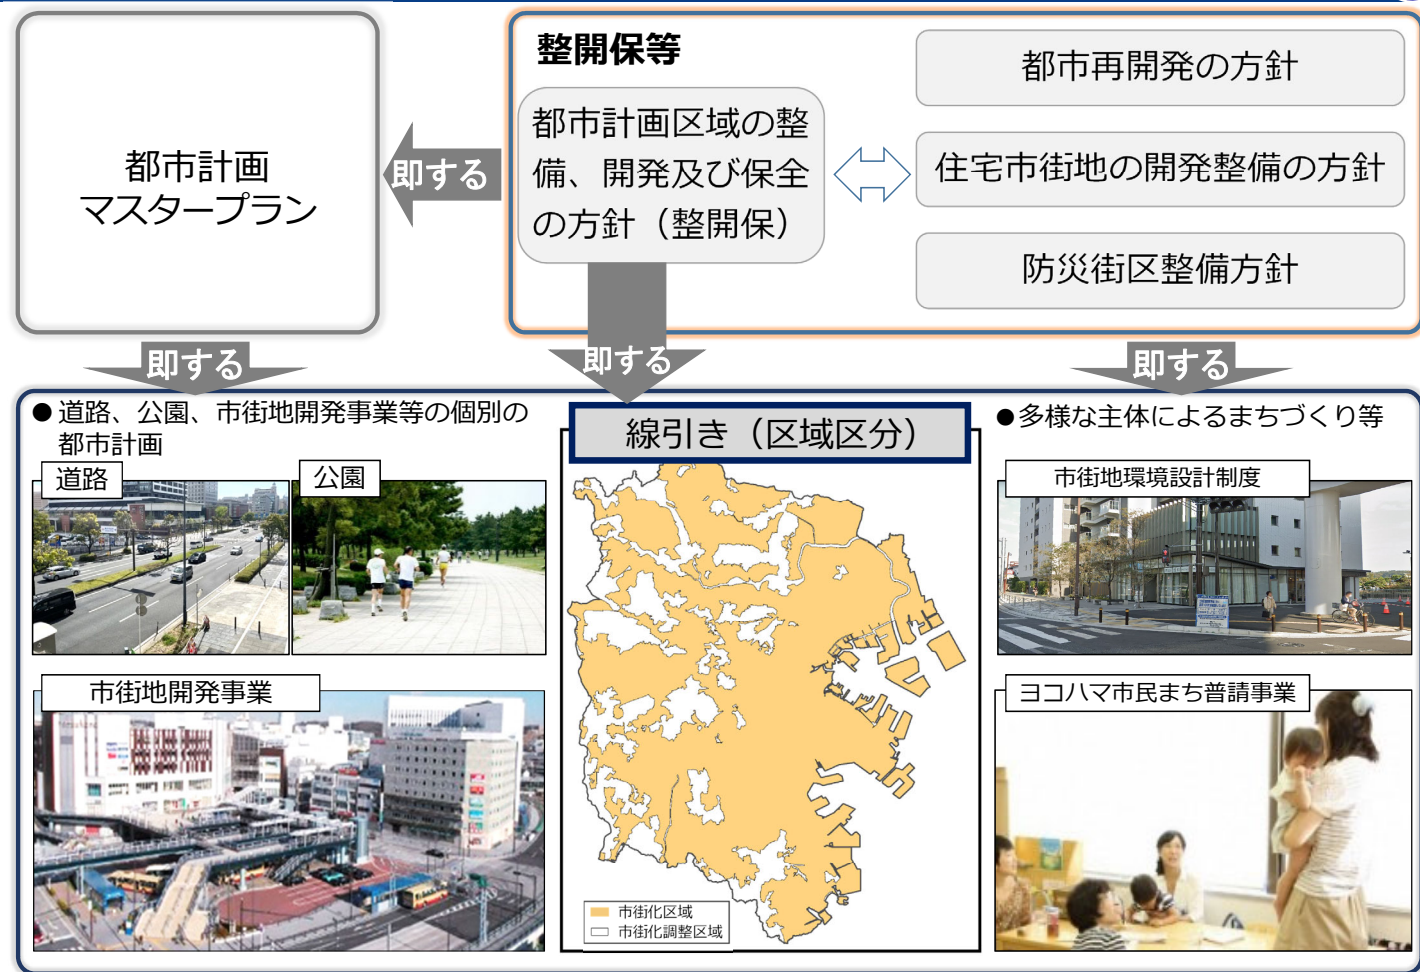 都市計画
マスタープラン
即する
整開保等
都市計画区域の整
備、開発及び保全
の方針（整開保）
都市再開発の方針
住宅市街地の開発整備の方針
防災街区整備方針
即する
即する
即する
●道路、公園、市街地開発事業等の個別の
都市計画
道路
公園
市街地開発事業
線引き（区域区分）
市街化区域
市街化調整区域
●多様な主体によるまちづくり等
市街地環境設計制度
ヨコハマ市民まち普請事業